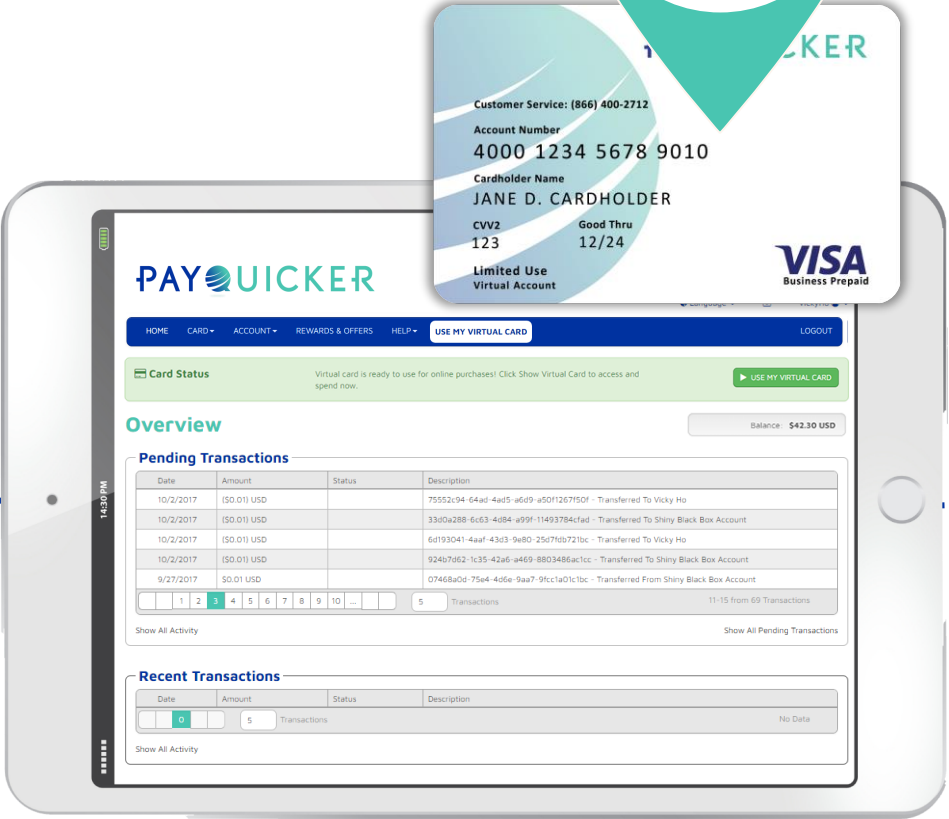 KER
Customer Service: (866) 400-2712
Account Number
4000 1234 5678 9010
Cardholder Name
JANE D. CARDHOLDER
CVV2 Good Thru
123 12/24
Limited Use
Virtual Account
VISA
Business Prepaid
PAYQUICKER
HOME CARD ACCOUNT REWARDS & OFFERS HELP USE MY VIRTUAL CARD LOGOUT
Card Status
Virtual card is ready to use for online purchases! Click Show Virtual Card to access and
spend now.
USE MY VIRTUAL CARD
Overview
Balance: $42.30 USD
Pending Transactions
Date Amount Status Description
10/2/2017 ($0.01) USD 75552c94-64ad-4ad5-a6d9-a50f1267f50f - Transferred To Vicky Ho
10/2/2017 ($0.01) USD 33d0a288-6c63-4d84-a99f-11493784cfad - Transferred To Shiny Black Box Account
10/2/2017 ($0.01) USD 6d193041-4aaf-43d3-9e80-25d7fdb721bc - Transferred To Vicky Ho
10/2/2017 ($0.01) USD 924b7d62-1c35-42a6-a469-8803486ac1cc - Transferred To Shiny Black Box Account
9/27/2017 $0.01 USD 07468a0d-75e4-4d6e-9aa7-9fcc1a01c1bc - Transferred From Shiny Black Box Account
1 2 3 4 5 6 7 8 9 10 ... 5 Transactions 11-15 from 69 Transactions
Show All Activity Show All Pending Transactions
Recent Transactions
Date Amount Status Description
0 5 Transactions No Data
Show All Activity
14:30 PM